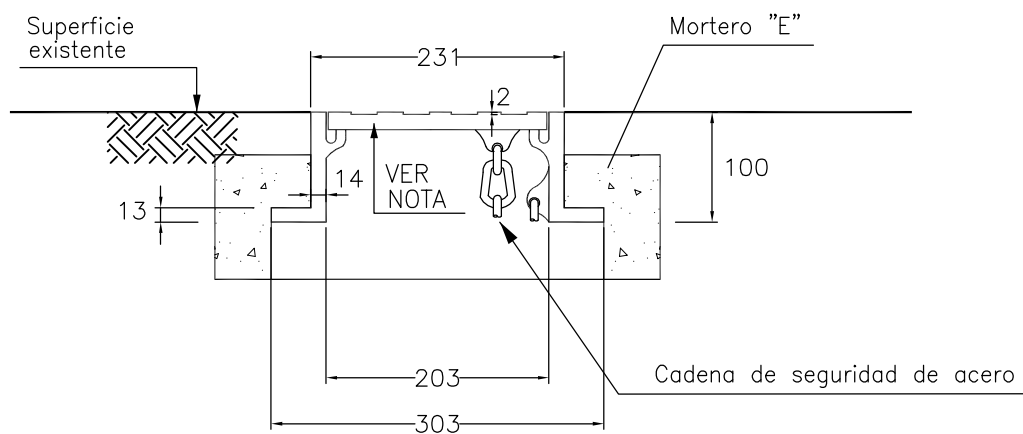 Superficie
existente
Mortero "E"
231
2
100
14
VER
NOTA
13
203
Cadena de seguridad de acero
303